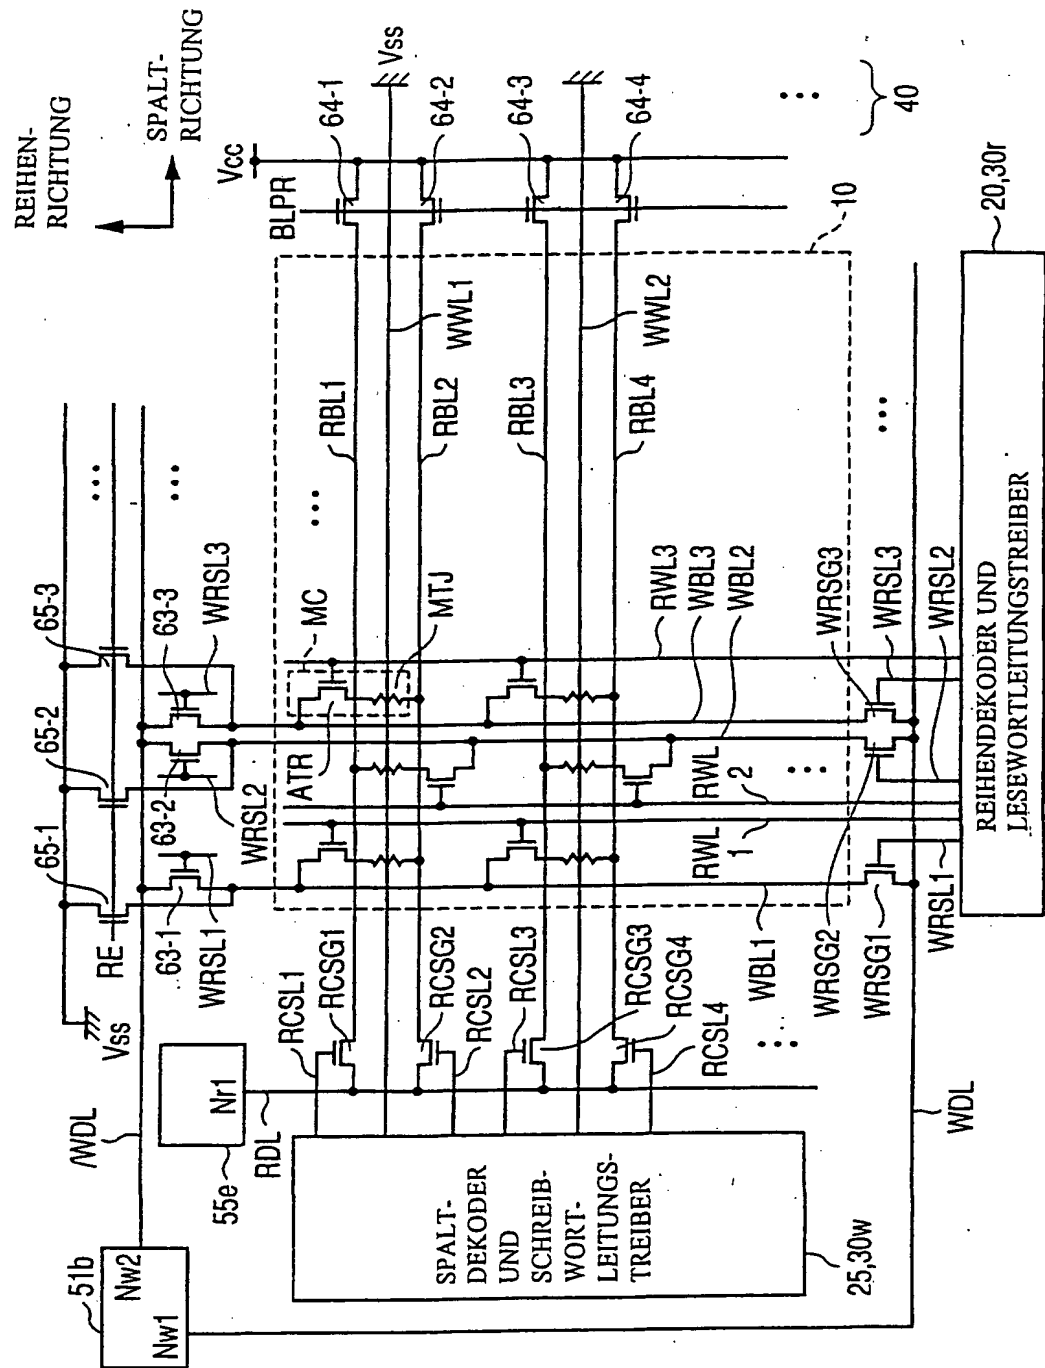 REIHEN-
RICHTUNG
SPALT-
RICHTUNG
Vcc
BLPR
64-1
Vss
64-2
64-3
64-4
40
10
20,30r
WWL1
RBL1
RBL2
RBL3
WWL2
RBL4
65-3
65-2
65-1
63-3
WRSL3
63-2
WRSL2
63-1
WRSL1
RE
Vss
/WDL
MC
MTJ
ATR
RWL3
WBL3
WBL2
RWL
2
RWL
1
WBL1
WRSG3
WRSL3
WRSL2
WRSG2
WRSG1
WRSL1
REIHENDEKODER UND
LESEWORTLEITUNGSTREIBER
RCSL1
RCSG1
RCSG2
RCSL2
RCSL3
RCSG3
RCSG4
RCSL4
WDL
Nr1
55e
RDL
SPALT-
DEKODER
UND
SCHREIB-
WORT-
LEITUNGS-
TREIBER
25,30w
51b
Nw2
Nw1